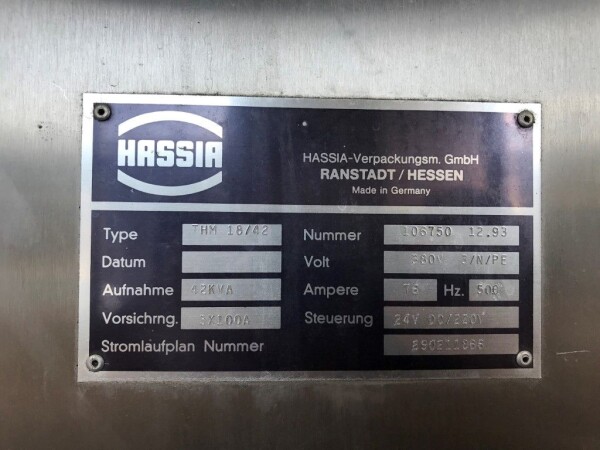 HASSIA
HASSIA-Verpackungsm. GmbH
RANSTADT / HESSEN
Made in Germany
Type THM 18/42 Nummer 106750 12.93
Datum Volt 380V 3/N/PE
Aufnahme 42KVA Ampere Hz.
Vorsichrng. 3X100A Steuerung 24V DC/220V
Stromlaufplan Nummer